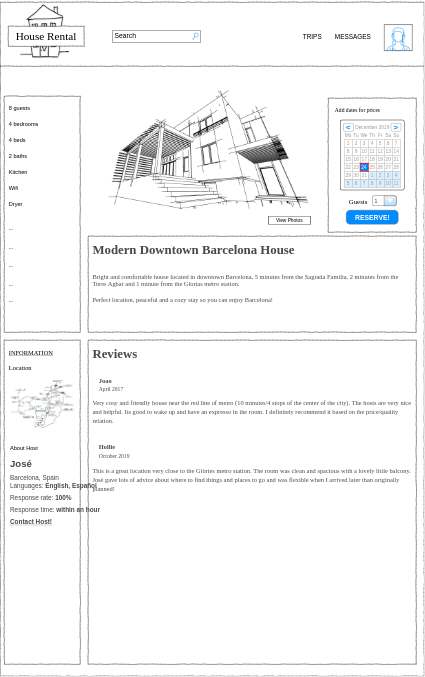 House Rental
Search
TRIPS
MESSAGES
8 guests
4 bedrooms
4 beds
2 baths
Kitchen
Wifi
Dryer
...
...
...
...
...
View Photos
Add dates for prices
< December 2019 >
Mo Tu We Th Fr Sa Su
1 2 3 4 5 6 7
8 9 10 11 12 13 14
15 16 17 18 19 20 21
22 23 24 25 26 27 28
29 30 31 1 2 3 4
5 6 7 8 9 10 11
Guests 1
RESERVE!
Modern Downtown Barcelona House
Bright and comfortable house located in downtown Barcelona, 5 minutes from the Sagrada Familia, 2 minutes from the
Torre Agbar and 1 minute from the Glorias metro station.
Perfect location, peaceful and a cozy stay so you can enjoy Barcelona!
INFORMATION
Location
About Host
José
Barcelona, Spain
Languages: English, Español
Response rate: 100%
Response time: within an hour
Contact Host!
Reviews
Joao
April 2017
Very cosy and friendly house near the red line of metro (10 minutes/4 stops of the center of the city). The hosts are very nice
and helpful. Its good to wake up and have an espresso in the room. I definitely recommend it based on the price/quality
relation.
Hollie
October 2019
This is a great location very close to the Glòries metro station. The room was clean and spacious with a lovely little balcony.
José gave lots of advice about where to find things and places to go and was flexible when I arrived later than originally
planned!